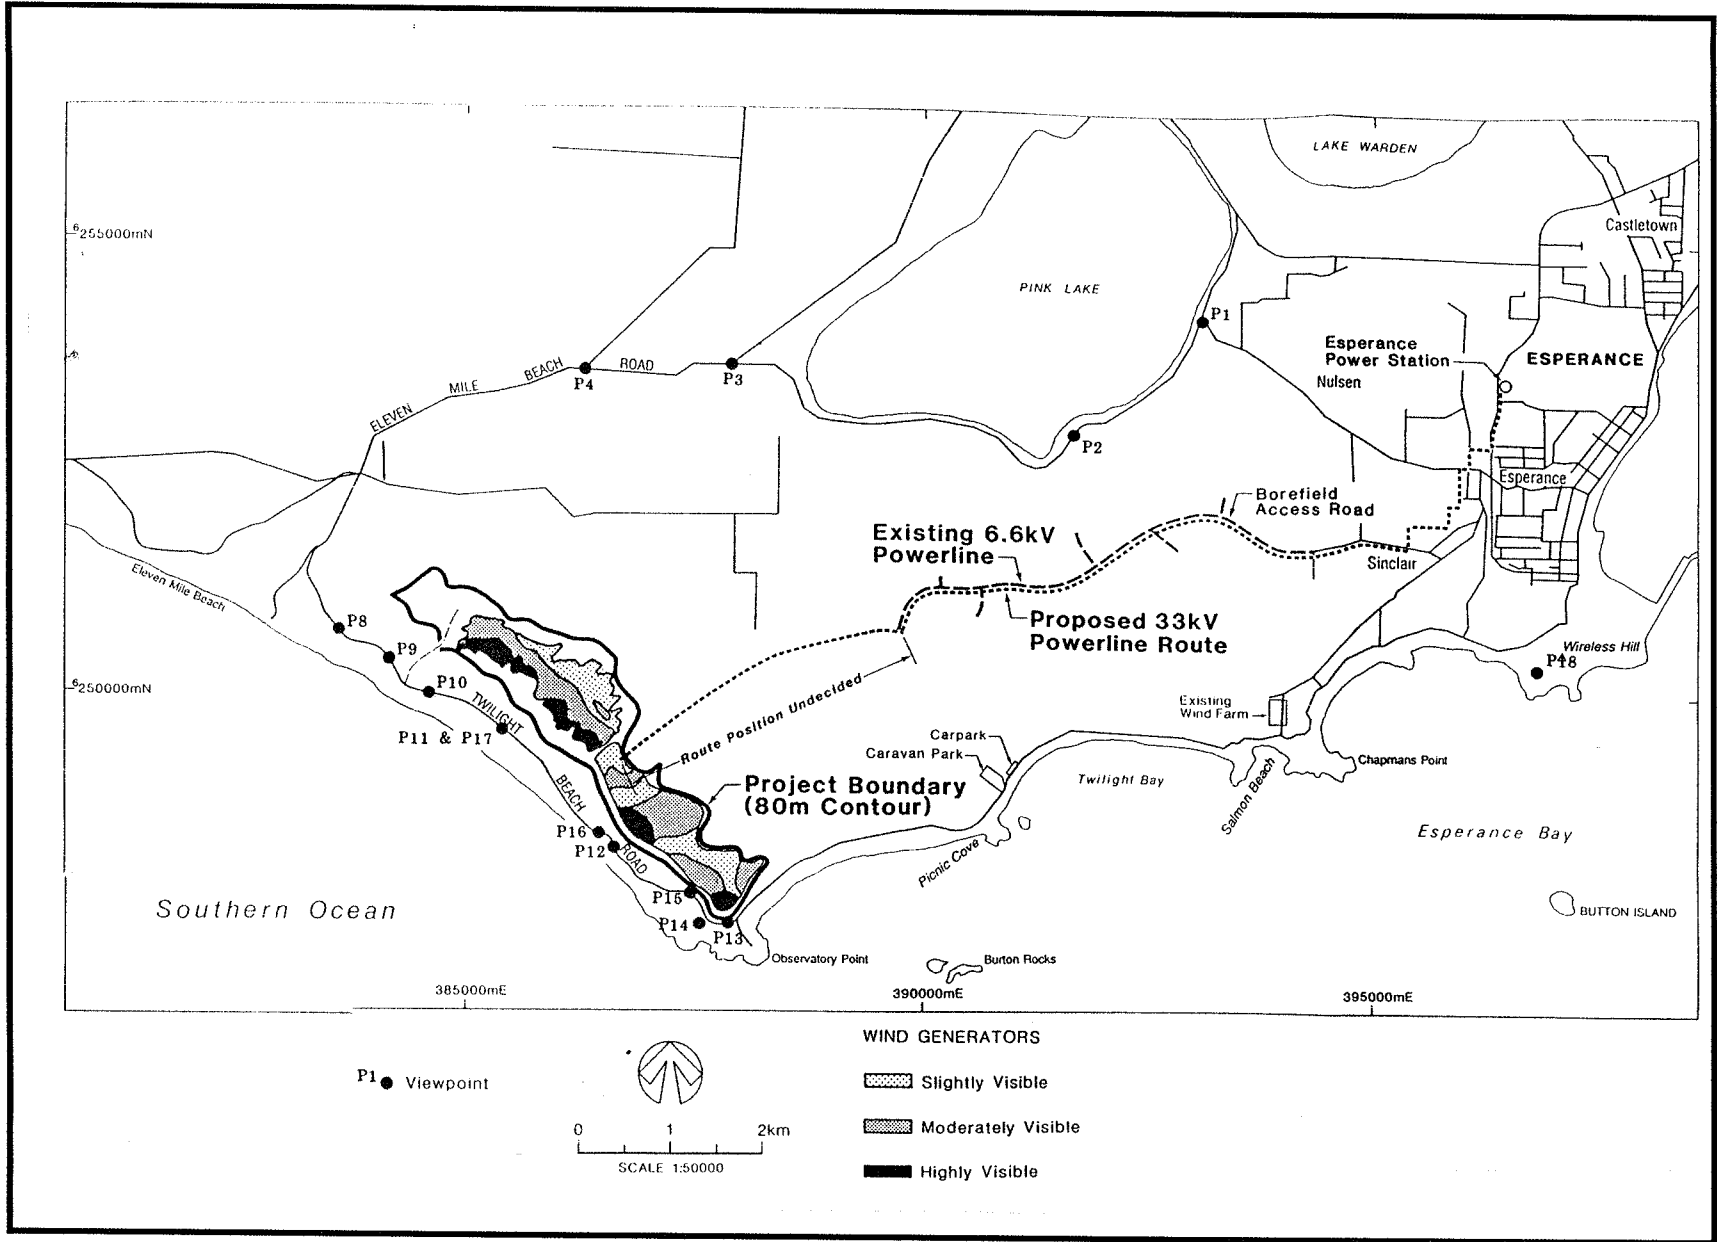 LAKE WARDEN
Castletown
6255000mN
PINK LAKE
P1
Esperance
Power Station
ESPERANCE
Nulsen
P4
ROAD
P3
BEACH
MILE
ELEVEN
P2
Esperance
Borefield
Access Road
Existing 6.6kV
Powerline
Sinclair
Eleven Mile Beach
Proposed 33kV
Powerline Route
P8
P9
Wireless Hill
P18
6250000mN
P10
TWILIGHT
Route Position Undecided
Existing
Wind Farm
P11 & P17
Carpark
Caravan Park
Chapmans Point
Twilight Bay
Salmon Beach
Project Boundary
(80m Contour)
BEACH
P16
P12
ROAD
Esperance Bay
Picnic Cove
P15
Southern Ocean
BUTTON ISLAND
P14
P13
Observatory Point
Burton Rocks
385000mE
390000mE
395000mE
WIND GENERATORS
P1
Viewpoint
Slightly Visible
0 1 2km
Moderately Visible
SCALE 1:50000
Highly Visible